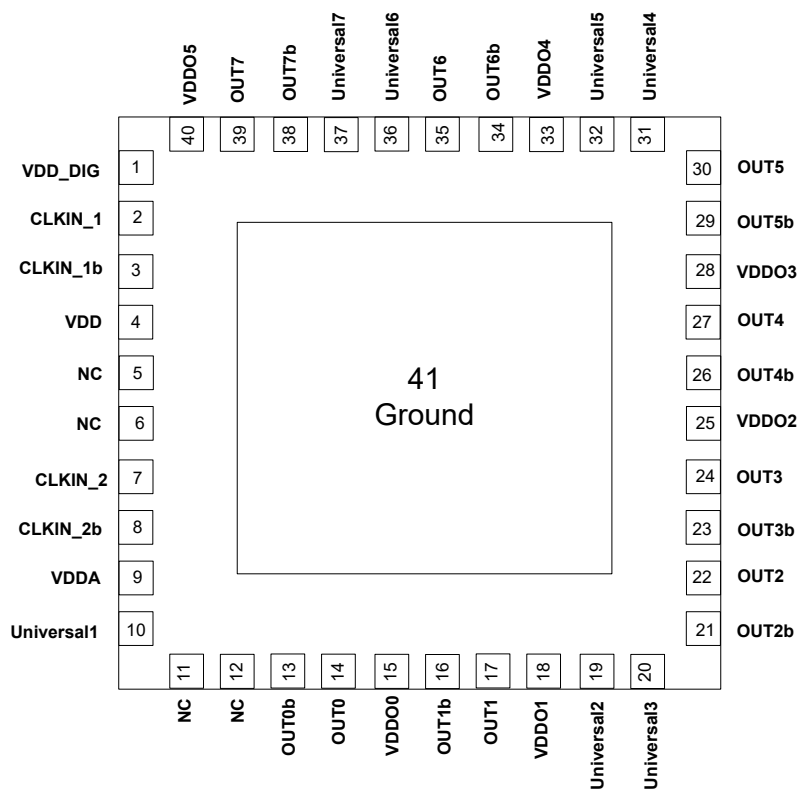 VDDO5
OUT7
OUT7b
Universal7
Universal6
OUT6
OUT6b
VDDO4
Universal5
Universal4
40
39
38
37
36
35
34
33
32
31
VDD_DIG 1
CLKIN_1 2
CLKIN_1b 3
VDD 4
NC 5
NC 6
CLKIN_2 7
CLKIN_2b 8
VDDA 9
Universal1 10
41
Ground
30 OUT5
29 OUT5b
28 VDDO3
27 OUT4
26 OUT4b
25 VDDO2
24 OUT3
23 OUT3b
22 OUT2
21 OUT2b
11
12
13
14
15
16
17
18
19
20
NC
NC
OUT0b
OUT0
VDDO0
OUT1b
OUT1
VDDO1
Universal2
Universal3